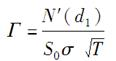 Γ = N′(d₁) / (S₀σ √T)